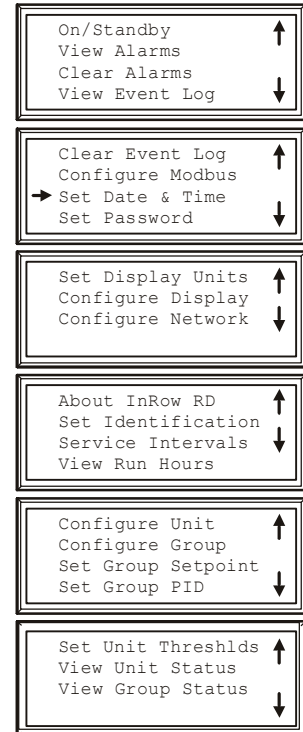 On/Standby
View Alarms
Clear Alarms
View Event Log
Clear Event Log
Configure Modbus
Set Date & Time
Set Password
Set Display Units
Configure Display
Configure Network
About InRow RD
Set Identification
Service Intervals
View Run Hours
Configure Unit
Configure Group
Set Group Setpoint
Set Group PID
Set Unit Threshlds
View Unit Status
View Group Status